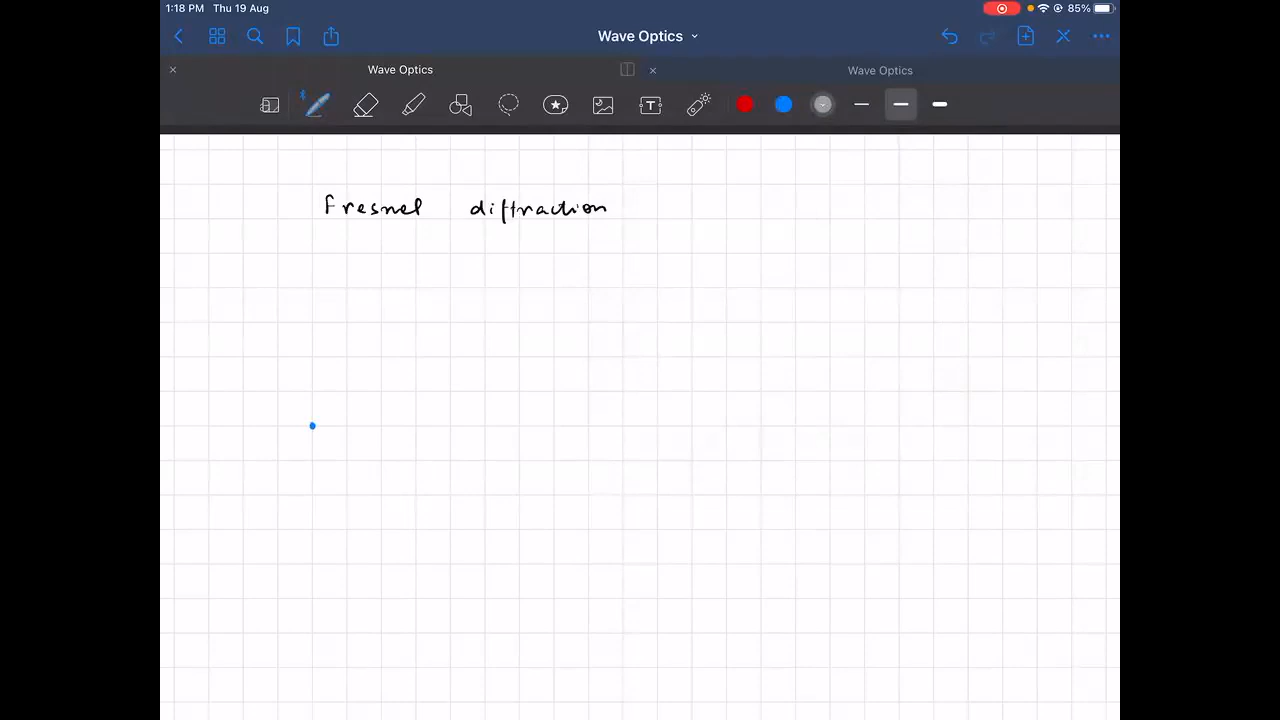 1:18 PM Thu 19 Aug
85%
Wave Optics
Wave Optics
Wave Optics
T
Fresnel diffraction